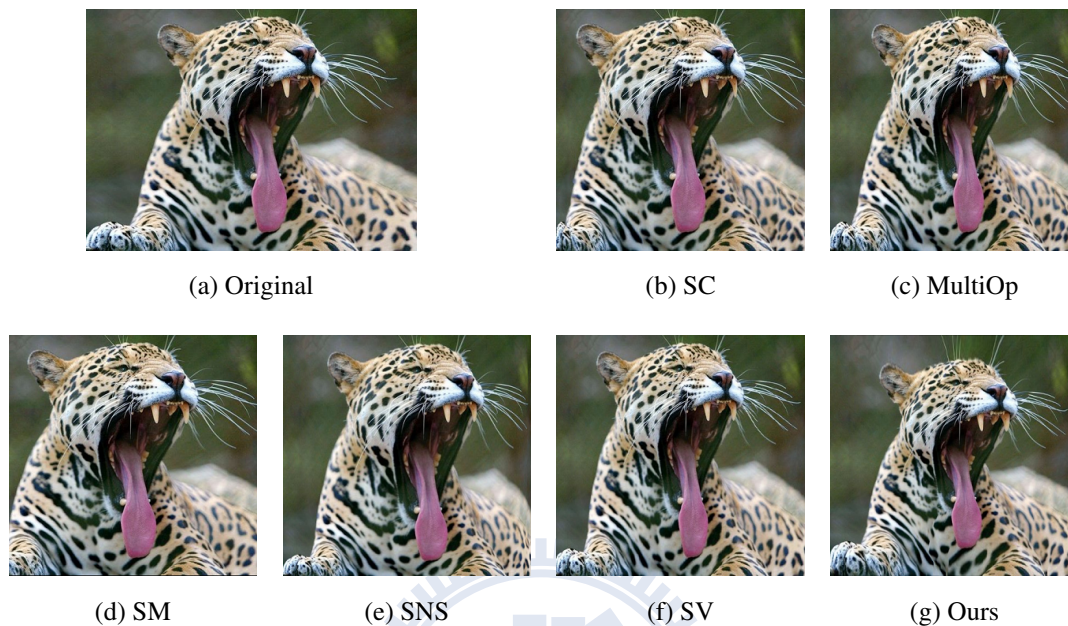 (a) Original
(b) SC
(c) MultiOp
(d) SM
(e) SNS
(f) SV
(g) Ours